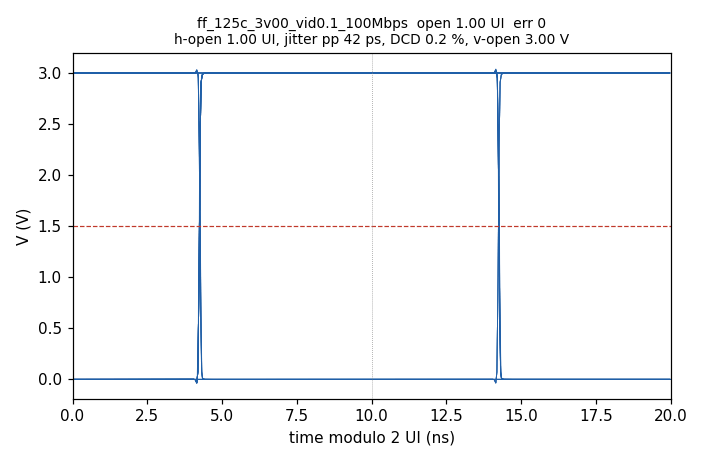 ff_125c_3v00_vid0.1_100Mbps  open 1.00 UI  err 0
h-open 1.00 UI, jitter pp 42 ps, DCD 0.2 %, v-open 3.00 V
3.0
2.5
2.0
1.5
1.0
0.5
0.0
V (V)
0.0 2.5 5.0 7.5 10.0 12.5 15.0 17.5 20.0
time modulo 2 UI (ns)